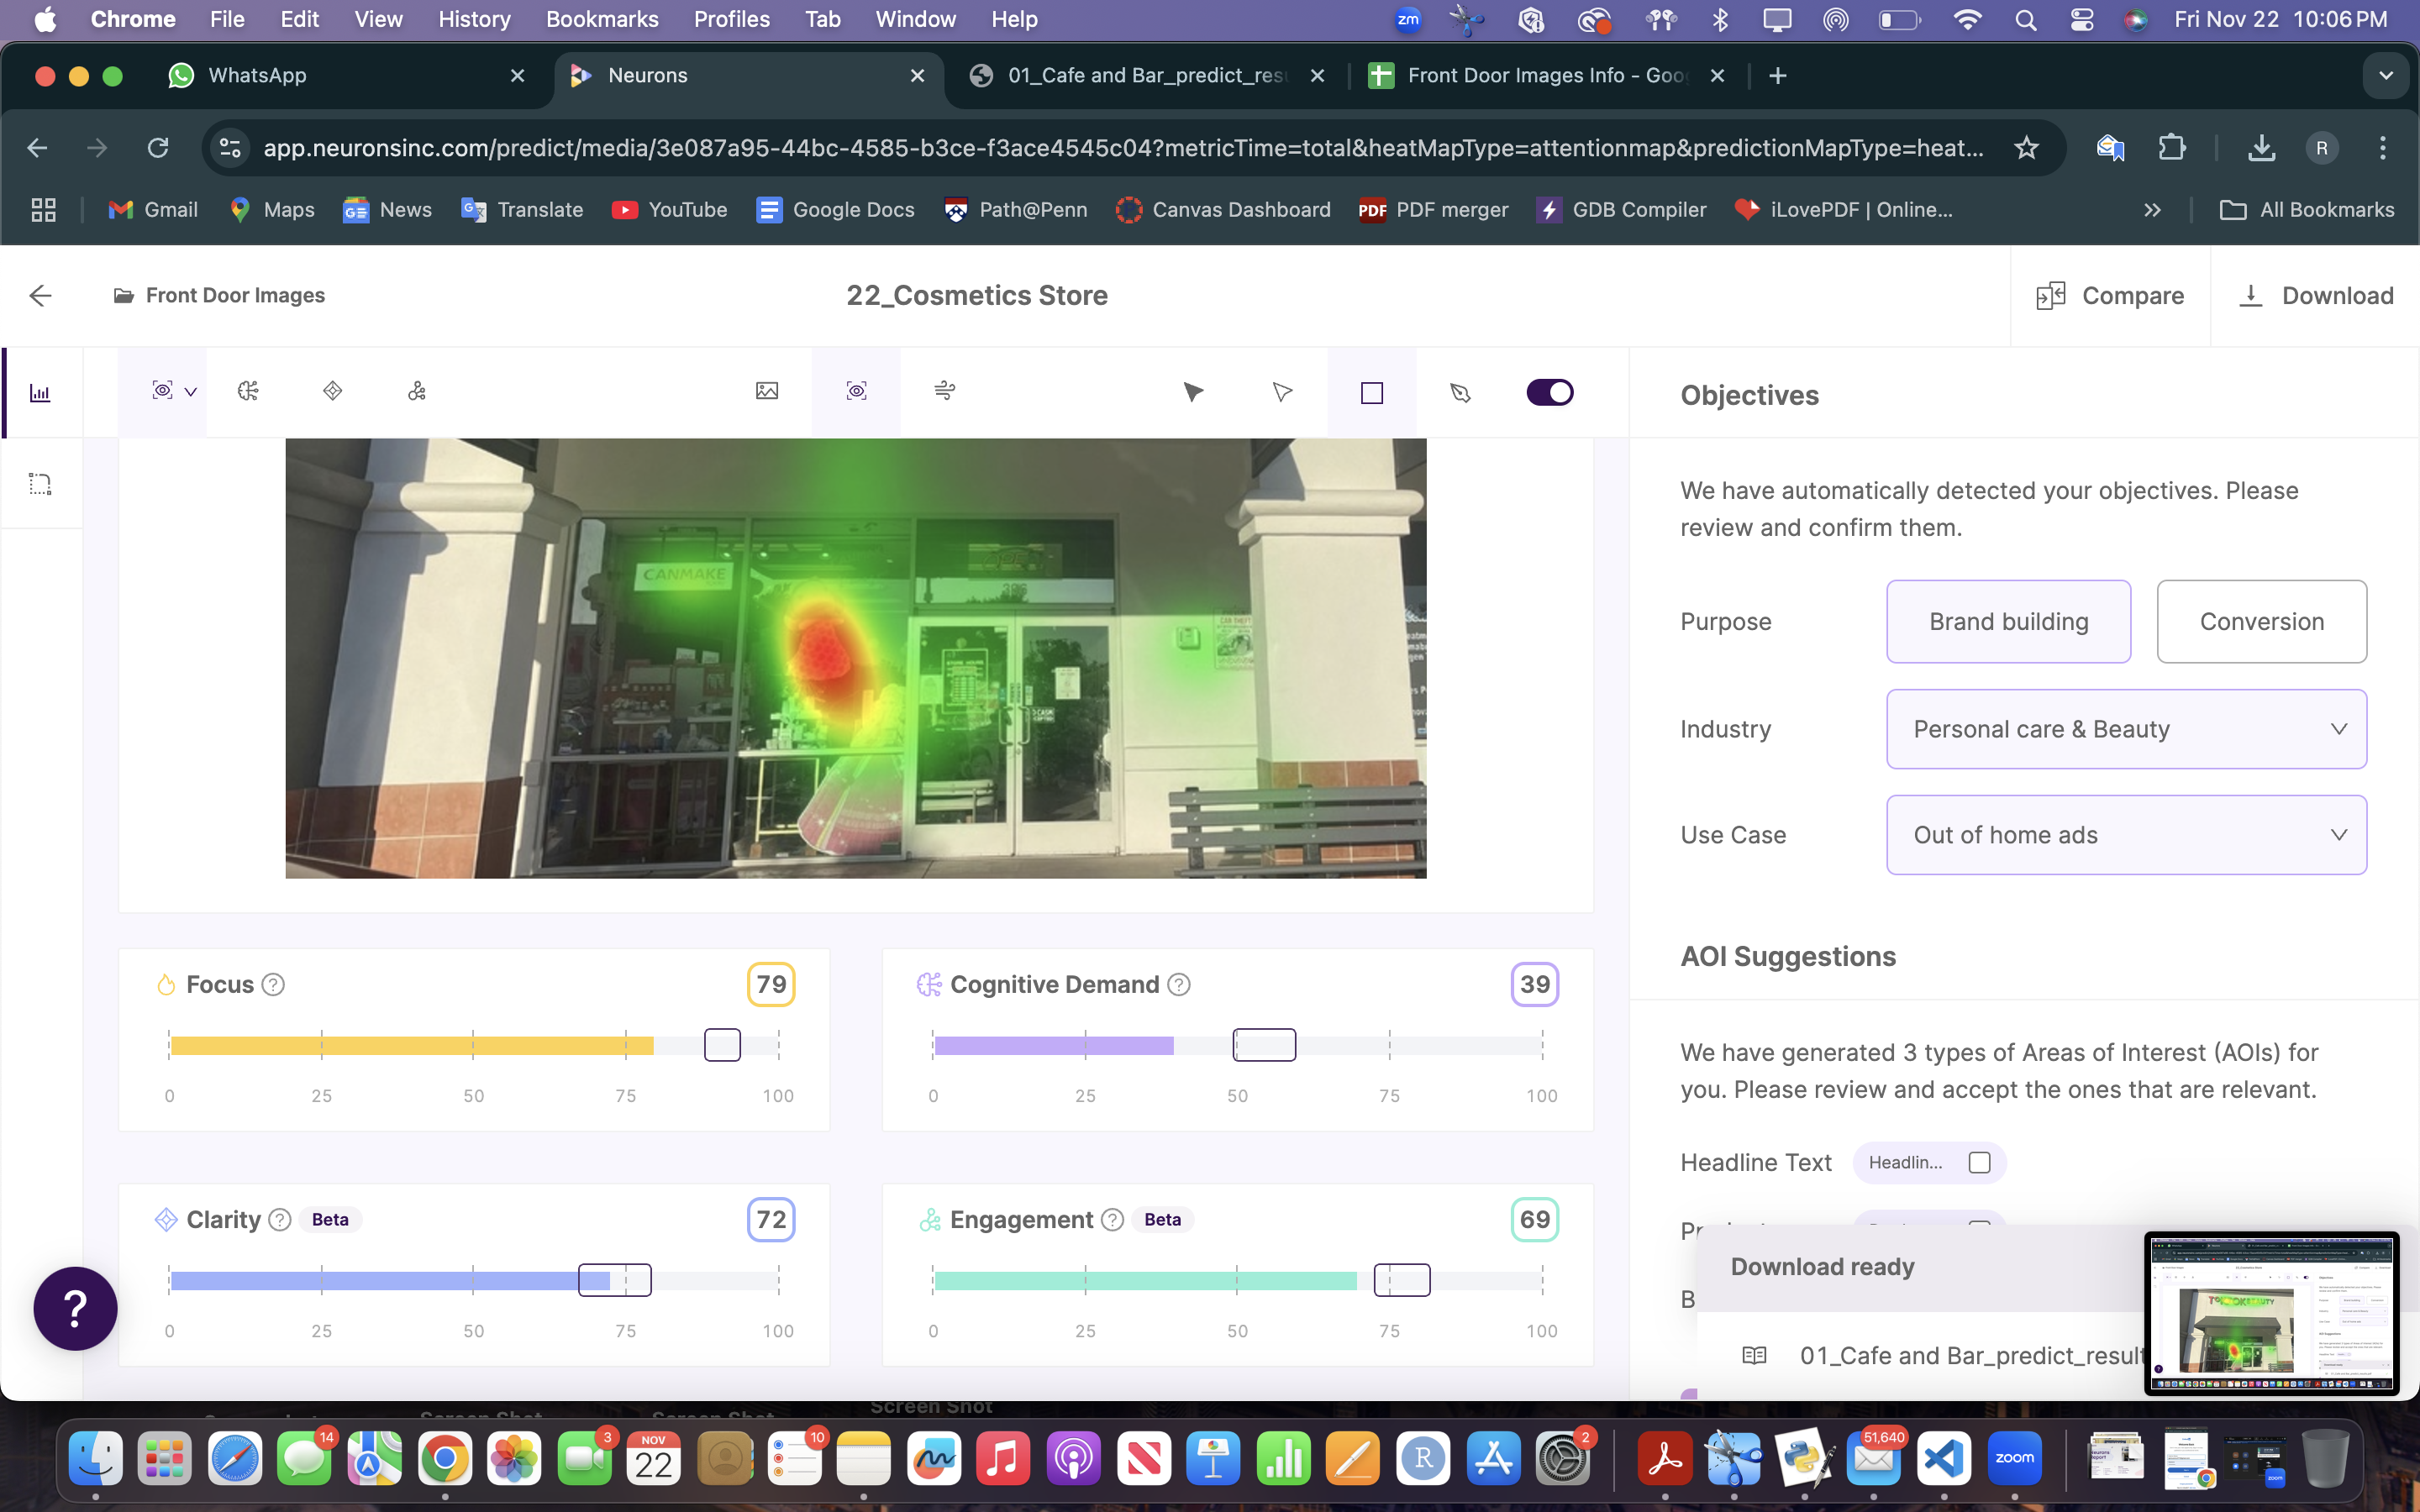 Chrome File Edit View History Bookmarks Profiles Tab Window Help
zm
Fri Nov 22 10:06 PM
WhatsApp
Neurons
01_Cafe and Bar_predict_resu
Front Door Images Info - Goo
app.neuronsinc.com/predict/media/3e087a95-44bc-4585-b3ce-f3ace4545c04?metricTime=total&heatMapType=attentionmap&predictionMapType=heat...
R
Gmail
Maps
News
Translate
YouTube
Google Docs
Path@Penn
Canvas Dashboard
PDF PDF merger
GDB Compiler
iLovePDF | Online...
All Bookmarks
Front Door Images
22_Cosmetics Store
Compare
Download
CANMAKE
CAR THEFT
Objectives
We have automatically detected your objectives. Please
review and confirm them.
Purpose
Brand building
Conversion
Industry
Personal care & Beauty
Use Case
Out of home ads
AOI Suggestions
We have generated 3 types of Areas of Interest (AOIs) for
you. Please review and accept the ones that are relevant.
Headline Text
Headlin...
B
Download ready
01_Cafe and Bar_predict_result
Focus ? 79
0 25 50 75 100
Cognitive Demand ? 39
0 25 50 75 100
Clarity ? Beta 72
0 25 50 75 100
Engagement ? Beta 69
0 25 50 75 100
?
Screen Shot
14
3
NOV
22
10
2
51,640
zoom